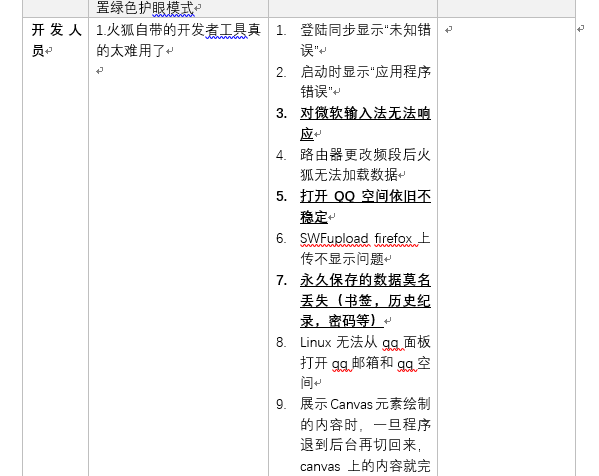 置绿色护眼模式
开发人
员
1.火狐自带的开发者工具真
的太难用了
1. 登陆同步显示“未知错
误”
2. 启动时显示“应用程序
错误”
3. 对微软输入法无法响
应
4. 路由器更改频段后火
狐无法加载数据
5. 打开 QQ 空间依旧不
稳定
6. SWFupload firefox 上
传不显示问题
7. 永久保存的数据莫名
丢失（书签，历史纪
录，密码等）
8. Linux 无法从 qq 面板
打开 qq 邮箱和 qq 空
间
9. 展示 Canvas 元素绘制
的内容时，一旦程序
退到后台再切回来，
canvas 上的内容就完